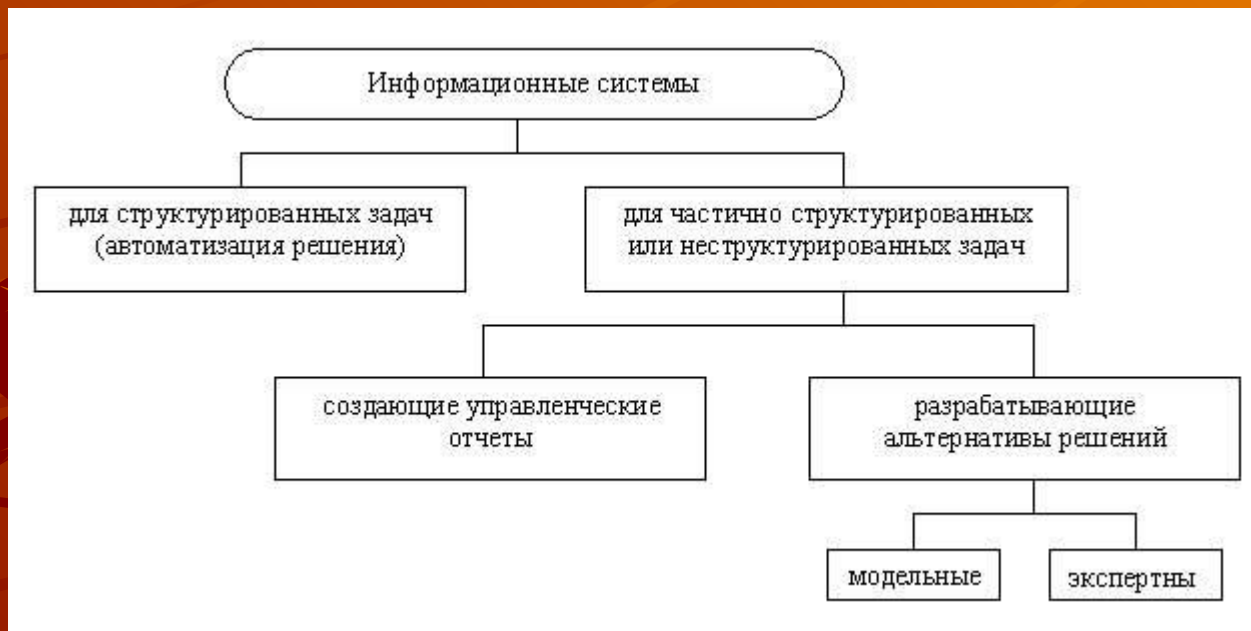 Информационные системы
для структурированных задач
(автоматизация решения)
для частично структурированных
или неструктурированных задач
создающие управленческие
отчеты
разрабатывающие
альтернативы решений
модельные
экспертны